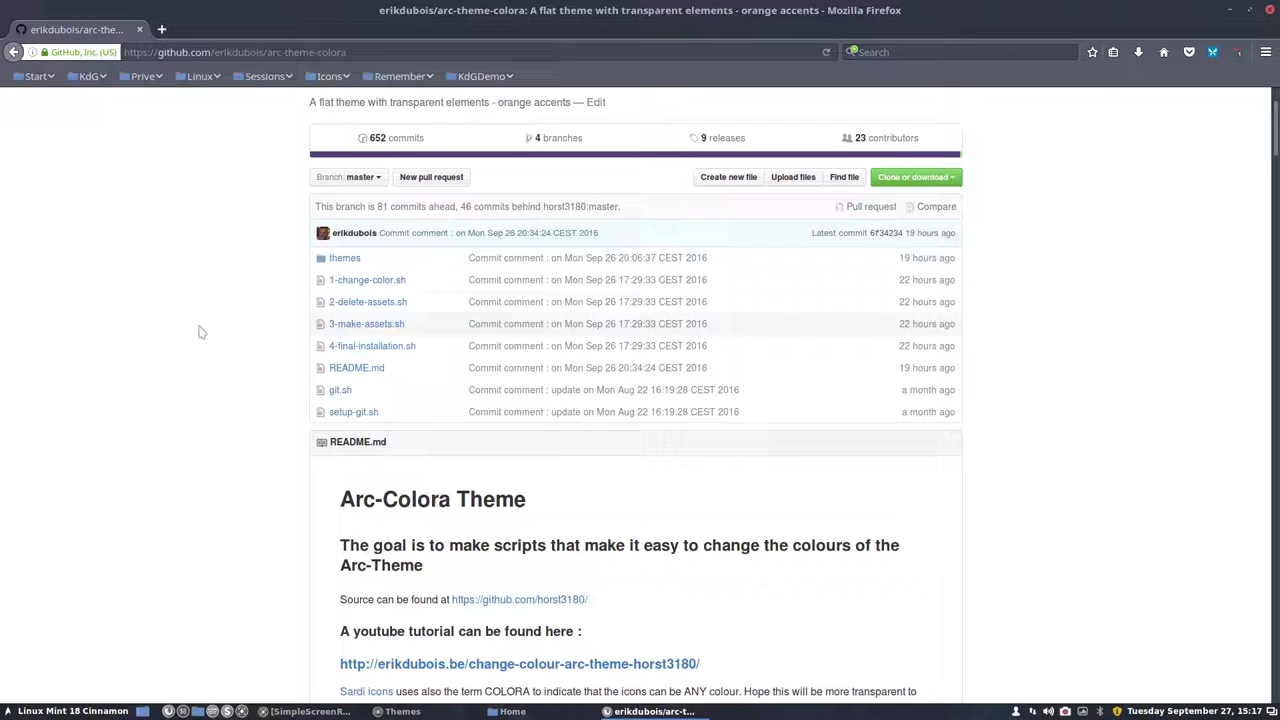 erikdubois/arc-theme-colora: A flat theme with transparent elements - orange accents - Mozilla Firefox
erikdubois/arc-the...
GitHub, Inc. (US)
https://github.com/erikdubois/arc-theme-colora
Search
Start
KdG
Prive
Linux
Sessions
Icons
Remember
KdGDemo
A flat theme with transparent elements - orange accents — Edit
652 commits
4 branches
9 releases
23 contributors
Branch: master
New pull request
Create new file
Upload files
Find file
Clone or download
This branch is 81 commits ahead, 46 commits behind horst3180:master.
Pull request
Compare
erikdubois Commit comment : on Mon Sep 26 20:34:24 CEST 2016
Latest commit 6f34234 19 hours ago
themes Commit comment : on Mon Sep 26 20:06:37 CEST 2016 19 hours ago
1-change-color.sh Commit comment : on Mon Sep 26 17:29:33 CEST 2016 22 hours ago
2-delete-assets.sh Commit comment : on Mon Sep 26 17:29:33 CEST 2016 22 hours ago
3-make-assets.sh Commit comment : on Mon Sep 26 17:29:33 CEST 2016 22 hours ago
4-final-installation.sh Commit comment : on Mon Sep 26 17:29:33 CEST 2016 22 hours ago
README.md Commit comment : on Mon Sep 26 20:34:24 CEST 2016 19 hours ago
git.sh Commit comment : update on Mon Aug 22 16:19:28 CEST 2016 a month ago
setup-git.sh Commit comment : update on Mon Aug 22 16:19:28 CEST 2016 a month ago
README.md
Arc-Colora Theme
The goal is to make scripts that make it easy to change the colours of the
Arc-Theme
Source can be found at https://github.com/horst3180/
A youtube tutorial can be found here :
http://erikdubois.be/change-colour-arc-theme-horst3180/
Sardi icons uses also the term COLORA to indicate that the icons can be ANY colour. Hope this will be more transparent to
Linux Mint 18 Cinnamon
[SimpleScreenR...
Themes
Home
erikdubois/arc-t...
Tuesday September 27, 15:17